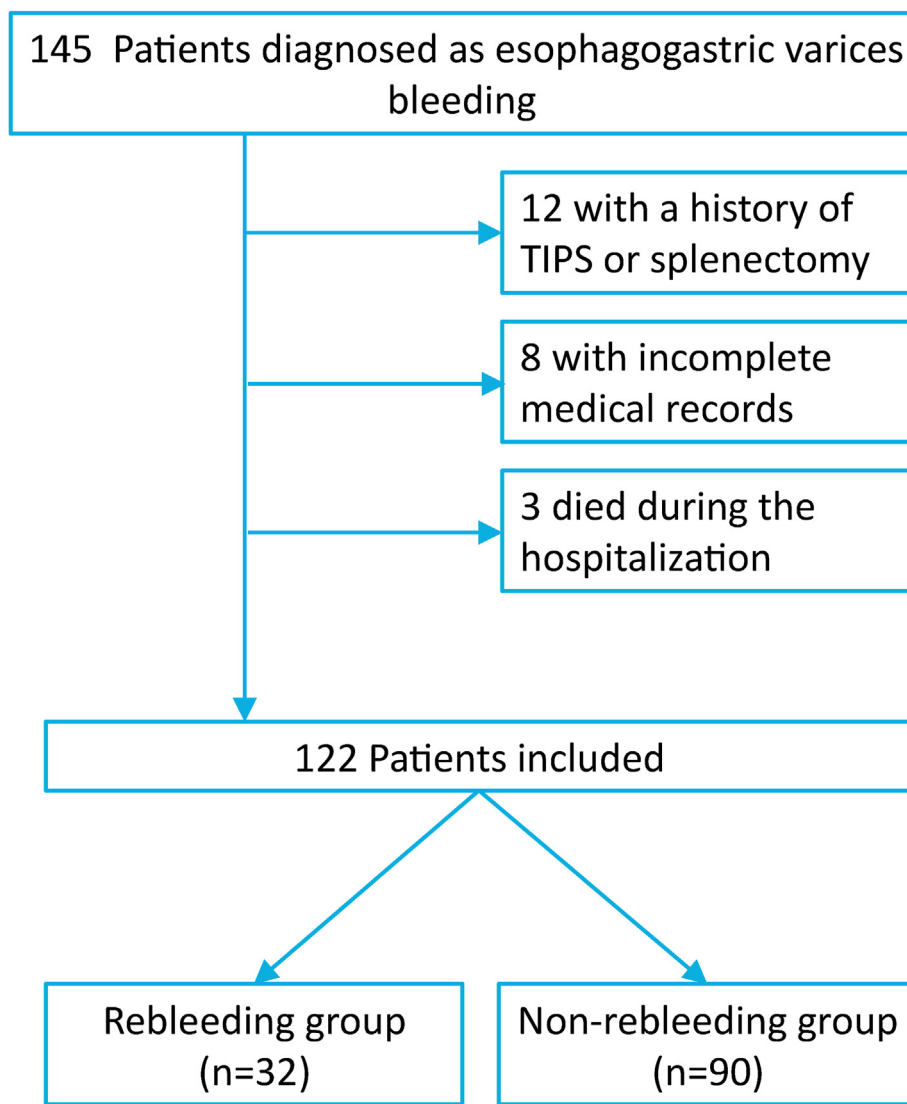 145 Patients diagnosed as esophagogastric varices
bleeding
12 with a history of
TIPS or splenectomy
8 with incomplete
medical records
3 died during the
hospitalization
122 Patients included
Rebleeding group
(n=32)
Non-rebleeding group
(n=90)